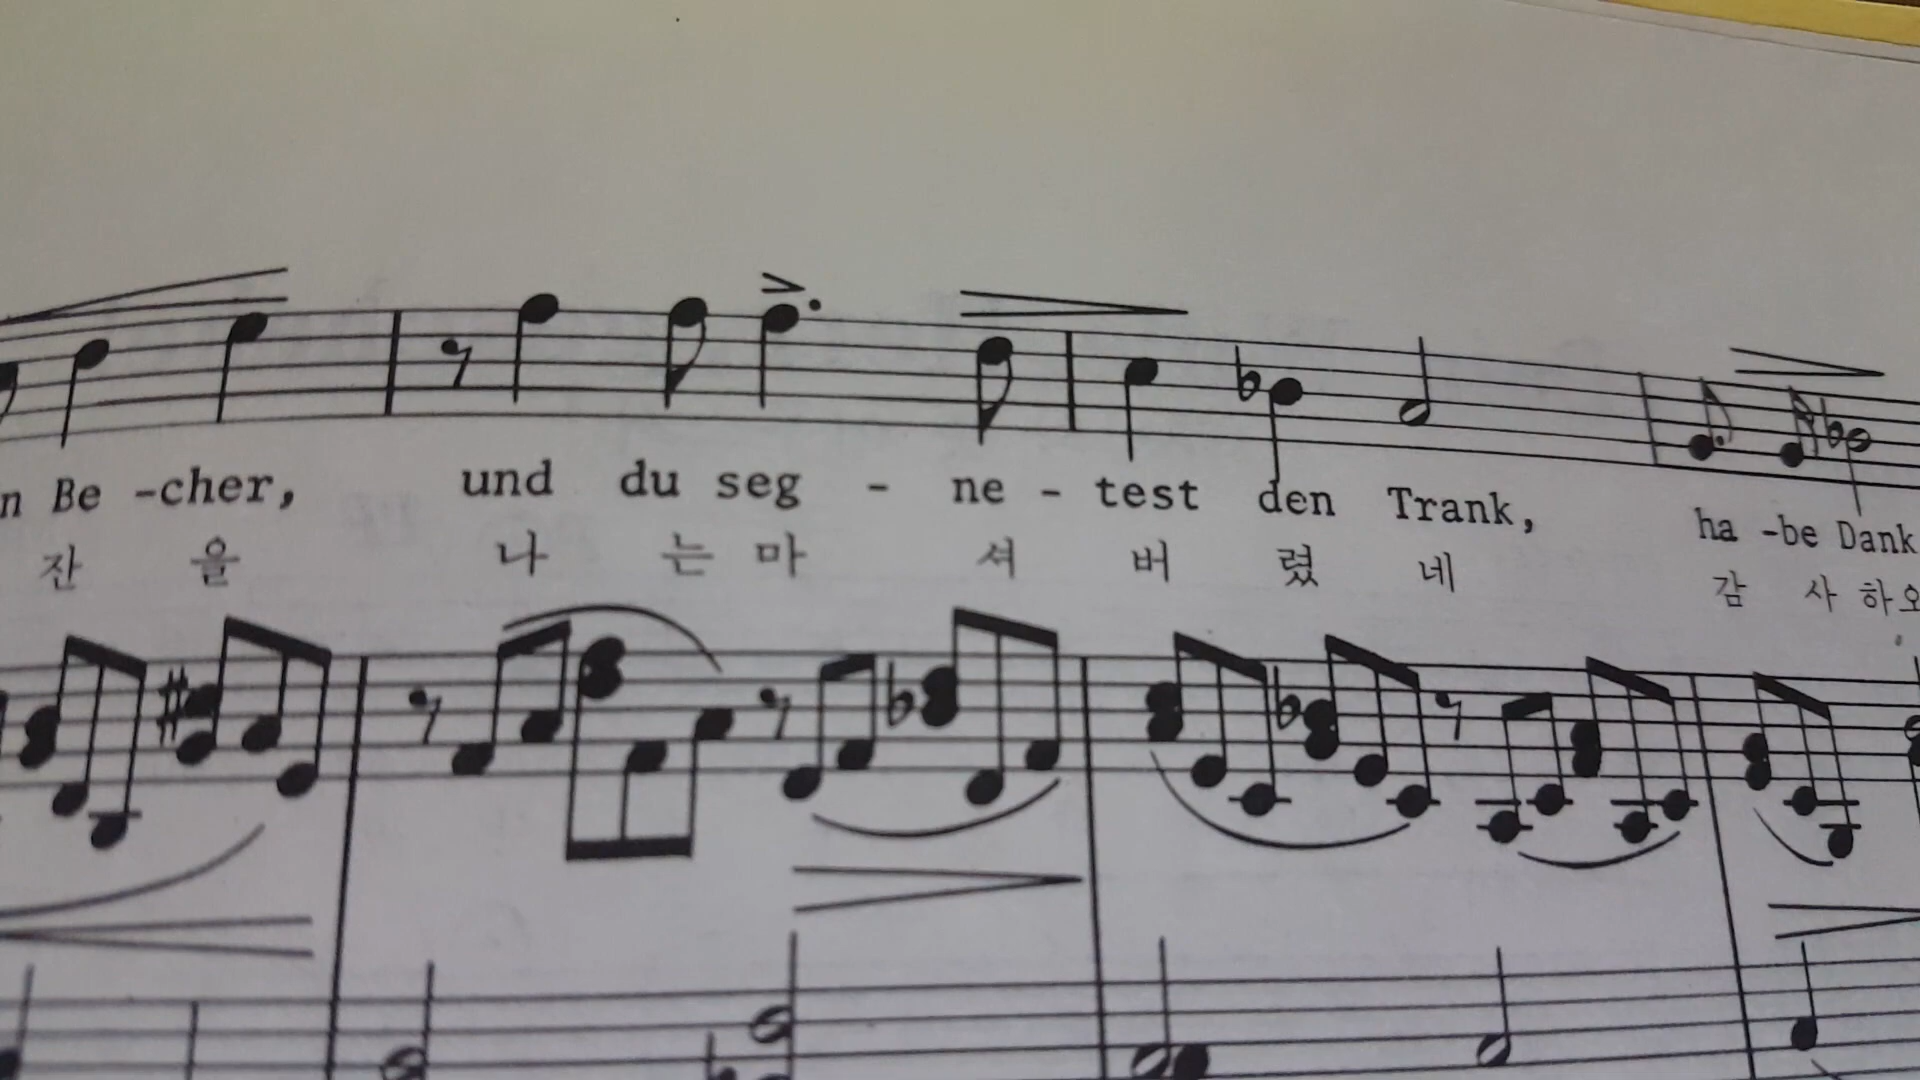 n Be -cher, und du seg - ne - test den Trank, ha -be Dank
잔 을 나 는 마 셔 버 렸 네 감 사 하 오